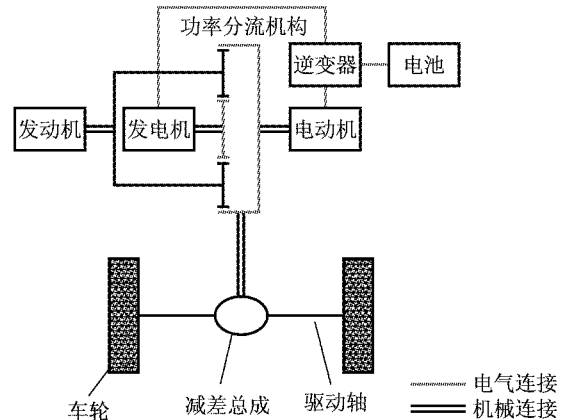 功率分流机构
逆变器
电池
发动机
发电机
电动机
车轮
减差总成
驱动轴
电气连接
机械连接